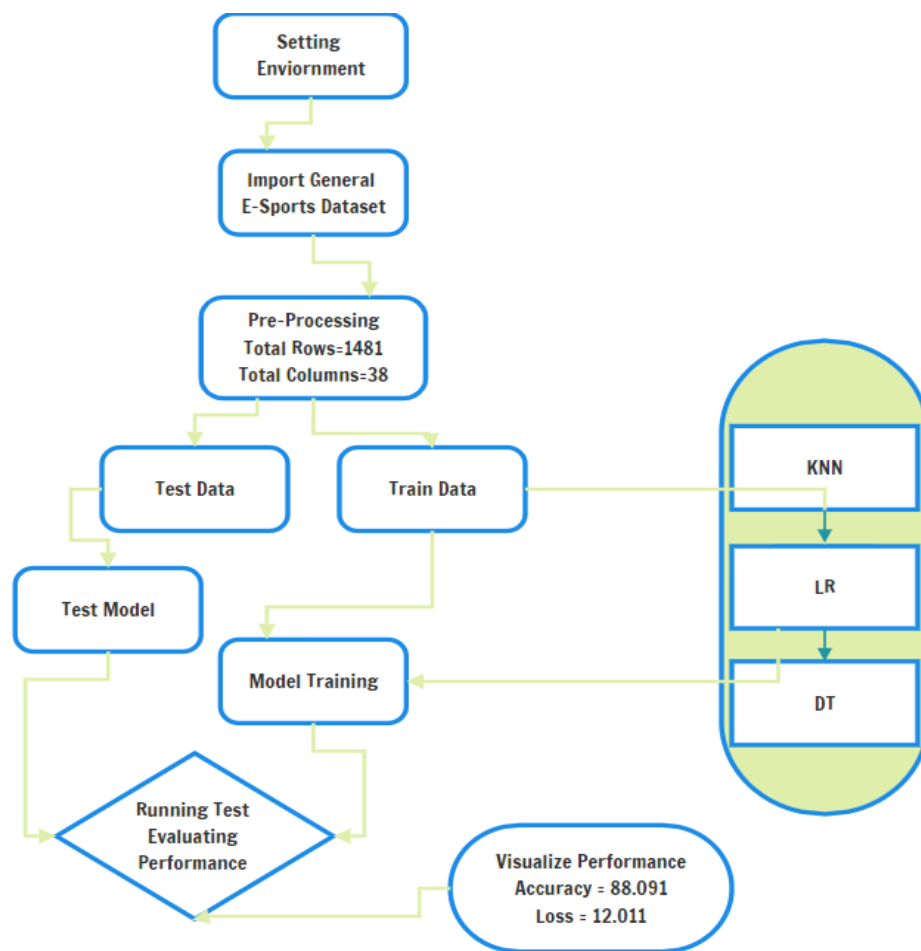 Setting
Enviornment
Import General
E-Sports Dataset
Pre-Processing
Total Rows=1481
Total Columns=38
Test Data
Train Data
KNN
LR
DT
Test Model
Model Training
Running Test
Evaluating
Performance
Visualize Performance
Accuracy = 88.091
Loss = 12.011